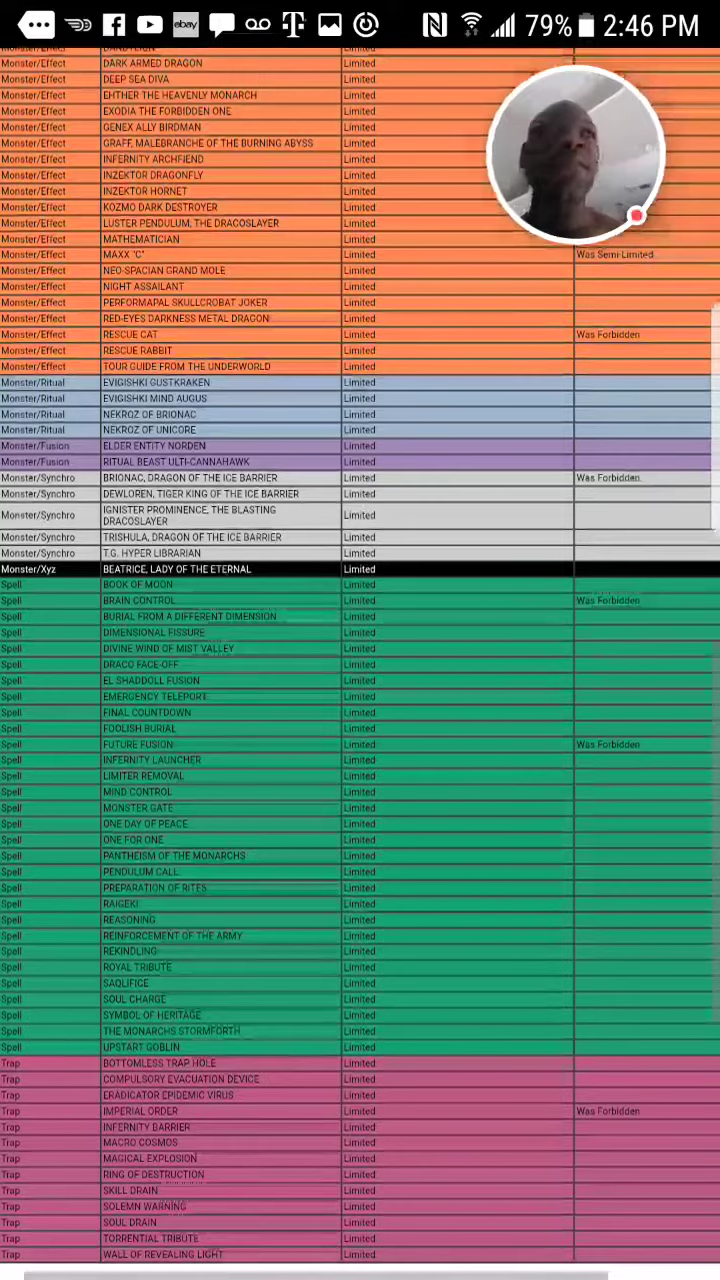 ebay 79% 2:46 PM
Monster/Effect DARK ARMED DRAGON Limited
Monster/Effect DEEP SEA DIVA Limited
Monster/Effect EHTHER THE HEAVENLY MONARCH Limited
Monster/Effect EXODIA THE FORBIDDEN ONE Limited
Monster/Effect GENEX ALLY BIRDMAN Limited
Monster/Effect GRAFF, MALEBRANCHE OF THE BURNING ABYSS Limited
Monster/Effect INFERNITY ARCHFIEND Limited
Monster/Effect INZEKTOR DRAGONFLY Limited
Monster/Effect INZEKTOR HORNET Limited
Monster/Effect KOZMO DARK DESTROYER Limited
Monster/Effect LUSTER PENDULUM, THE DRACOSLAYER Limited
Monster/Effect MATHEMATICIAN Limited
Monster/Effect MAXX "C" Limited Was Semi-Limited
Monster/Effect NEO-SPACIAN GRAND MOLE Limited
Monster/Effect NIGHT ASSAILANT Limited
Monster/Effect PERFORMAPAL SKULLCROBAT JOKER Limited
Monster/Effect RED-EYES DARKNESS METAL DRAGON Limited
Monster/Effect RESCUE CAT Limited Was Forbidden
Monster/Effect RESCUE RABBIT Limited
Monster/Effect TOUR GUIDE FROM THE UNDERWORLD Limited
Monster/Ritual EVIGISHKI GUSTKRAKEN Limited
Monster/Ritual EVIGISHKI MIND AUGUS Limited
Monster/Ritual NEKROZ OF BRIONAC Limited
Monster/Ritual NEKROZ OF UNICORE Limited
Monster/Fusion ELDER ENTITY NORDEN Limited
Monster/Fusion RITUAL BEAST ULTI-CANNAHAWK Limited
Monster/Synchro BRIONAC, DRAGON OF THE ICE BARRIER Limited Was Forbidden
Monster/Synchro DEWLOREN, TIGER KING OF THE ICE BARRIER Limited
Monster/Synchro IGNISTER PROMINENCE, THE BLASTING
DRACOSLAYER Limited
Monster/Synchro TRISHULA, DRAGON OF THE ICE BARRIER Limited
Monster/Synchro T.G. HYPER LIBRARIAN Limited
Monster/Xyz BEATRICE, LADY OF THE ETERNAL Limited
Spell BOOK OF MOON Limited
Spell BRAIN CONTROL Limited Was Forbidden
Spell BURIAL FROM A DIFFERENT DIMENSION Limited
Spell DIMENSIONAL FISSURE Limited
Spell DIVINE WIND OF MIST VALLEY Limited
Spell DRACO FACE-OFF Limited
Spell EL SHADDOLL FUSION Limited
Spell EMERGENCY TELEPORT Limited
Spell FINAL COUNTDOWN Limited
Spell FOOLISH BURIAL Limited
Spell FUTURE FUSION Limited Was Forbidden
Spell INFERNITY LAUNCHER Limited
Spell LIMITER REMOVAL Limited
Spell MIND CONTROL Limited
Spell MONSTER GATE Limited
Spell ONE DAY OF PEACE Limited
Spell ONE FOR ONE Limited
Spell PANTHEISM OF THE MONARCHS Limited
Spell PENDULUM CALL Limited
Spell PREPARATION OF RITES Limited
Spell RAIGEKI Limited
Spell REASONING Limited
Spell REINFORCEMENT OF THE ARMY Limited
Spell REKINDLING Limited
Spell ROYAL TRIBUTE Limited
Spell SAQLIFICE Limited
Spell SOUL CHARGE Limited
Spell SYMBOL OF HERITAGE Limited
Spell THE MONARCHS STORMFORTH Limited
Spell UPSTART GOBLIN Limited
Trap BOTTOMLESS TRAP HOLE Limited
Trap COMPULSORY EVACUATION DEVICE Limited
Trap ERADICATOR EPIDEMIC VIRUS Limited
Trap IMPERIAL ORDER Limited Was Forbidden
Trap INFERNITY BARRIER Limited
Trap MACRO COSMOS Limited
Trap MAGICAL EXPLOSION Limited
Trap RING OF DESTRUCTION Limited
Trap SKILL DRAIN Limited
Trap SOLEMN WARNING Limited
Trap SOUL DRAIN Limited
Trap TORRENTIAL TRIBUTE Limited
Trap WALL OF REVEALING LIGHT Limited